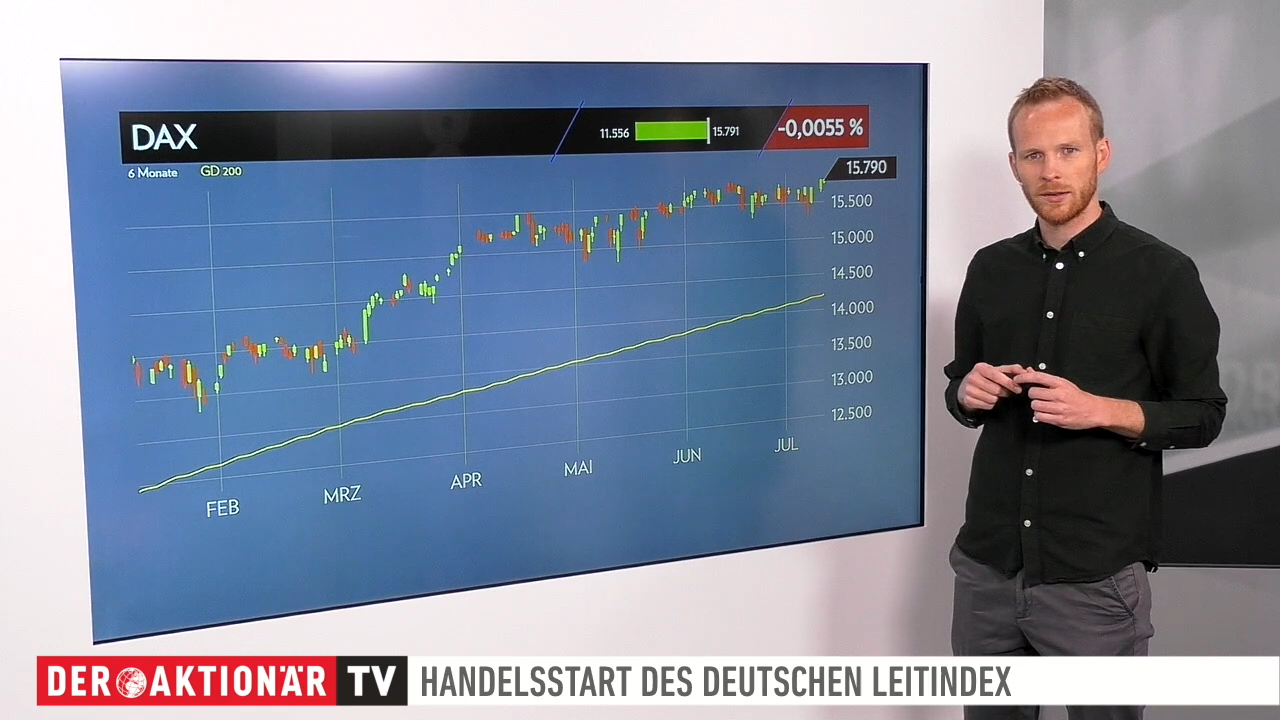 DAX
11.556
15.791
-0,0055 %
6 Monate
GD 200
15.790
15.500
15.000
14.500
14.000
13.500
13.000
12.500
FEB
MRZ
APR
MAI
JUN
JUL
DER AKTIONÄR TV
HANDELSSTART DES DEUTSCHEN LEITINDEX